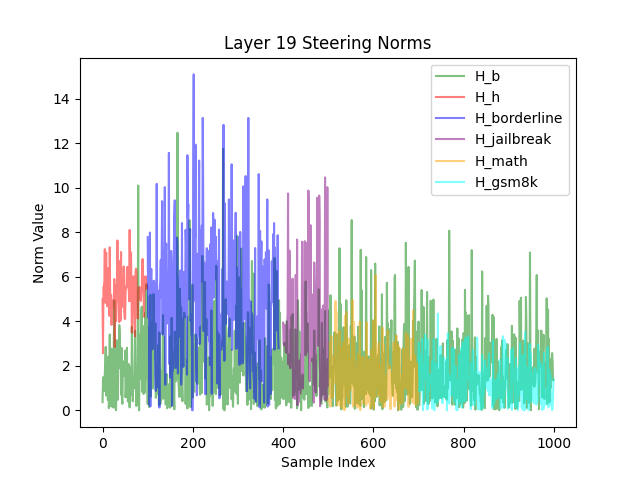 Layer 19 Steering Norms
H_b
H_h
H_borderline
H_jailbreak
H_math
H_gsm8k
Norm Value
14
12
10
8
6
4
2
0
0 200 400 600 800 1000
Sample Index